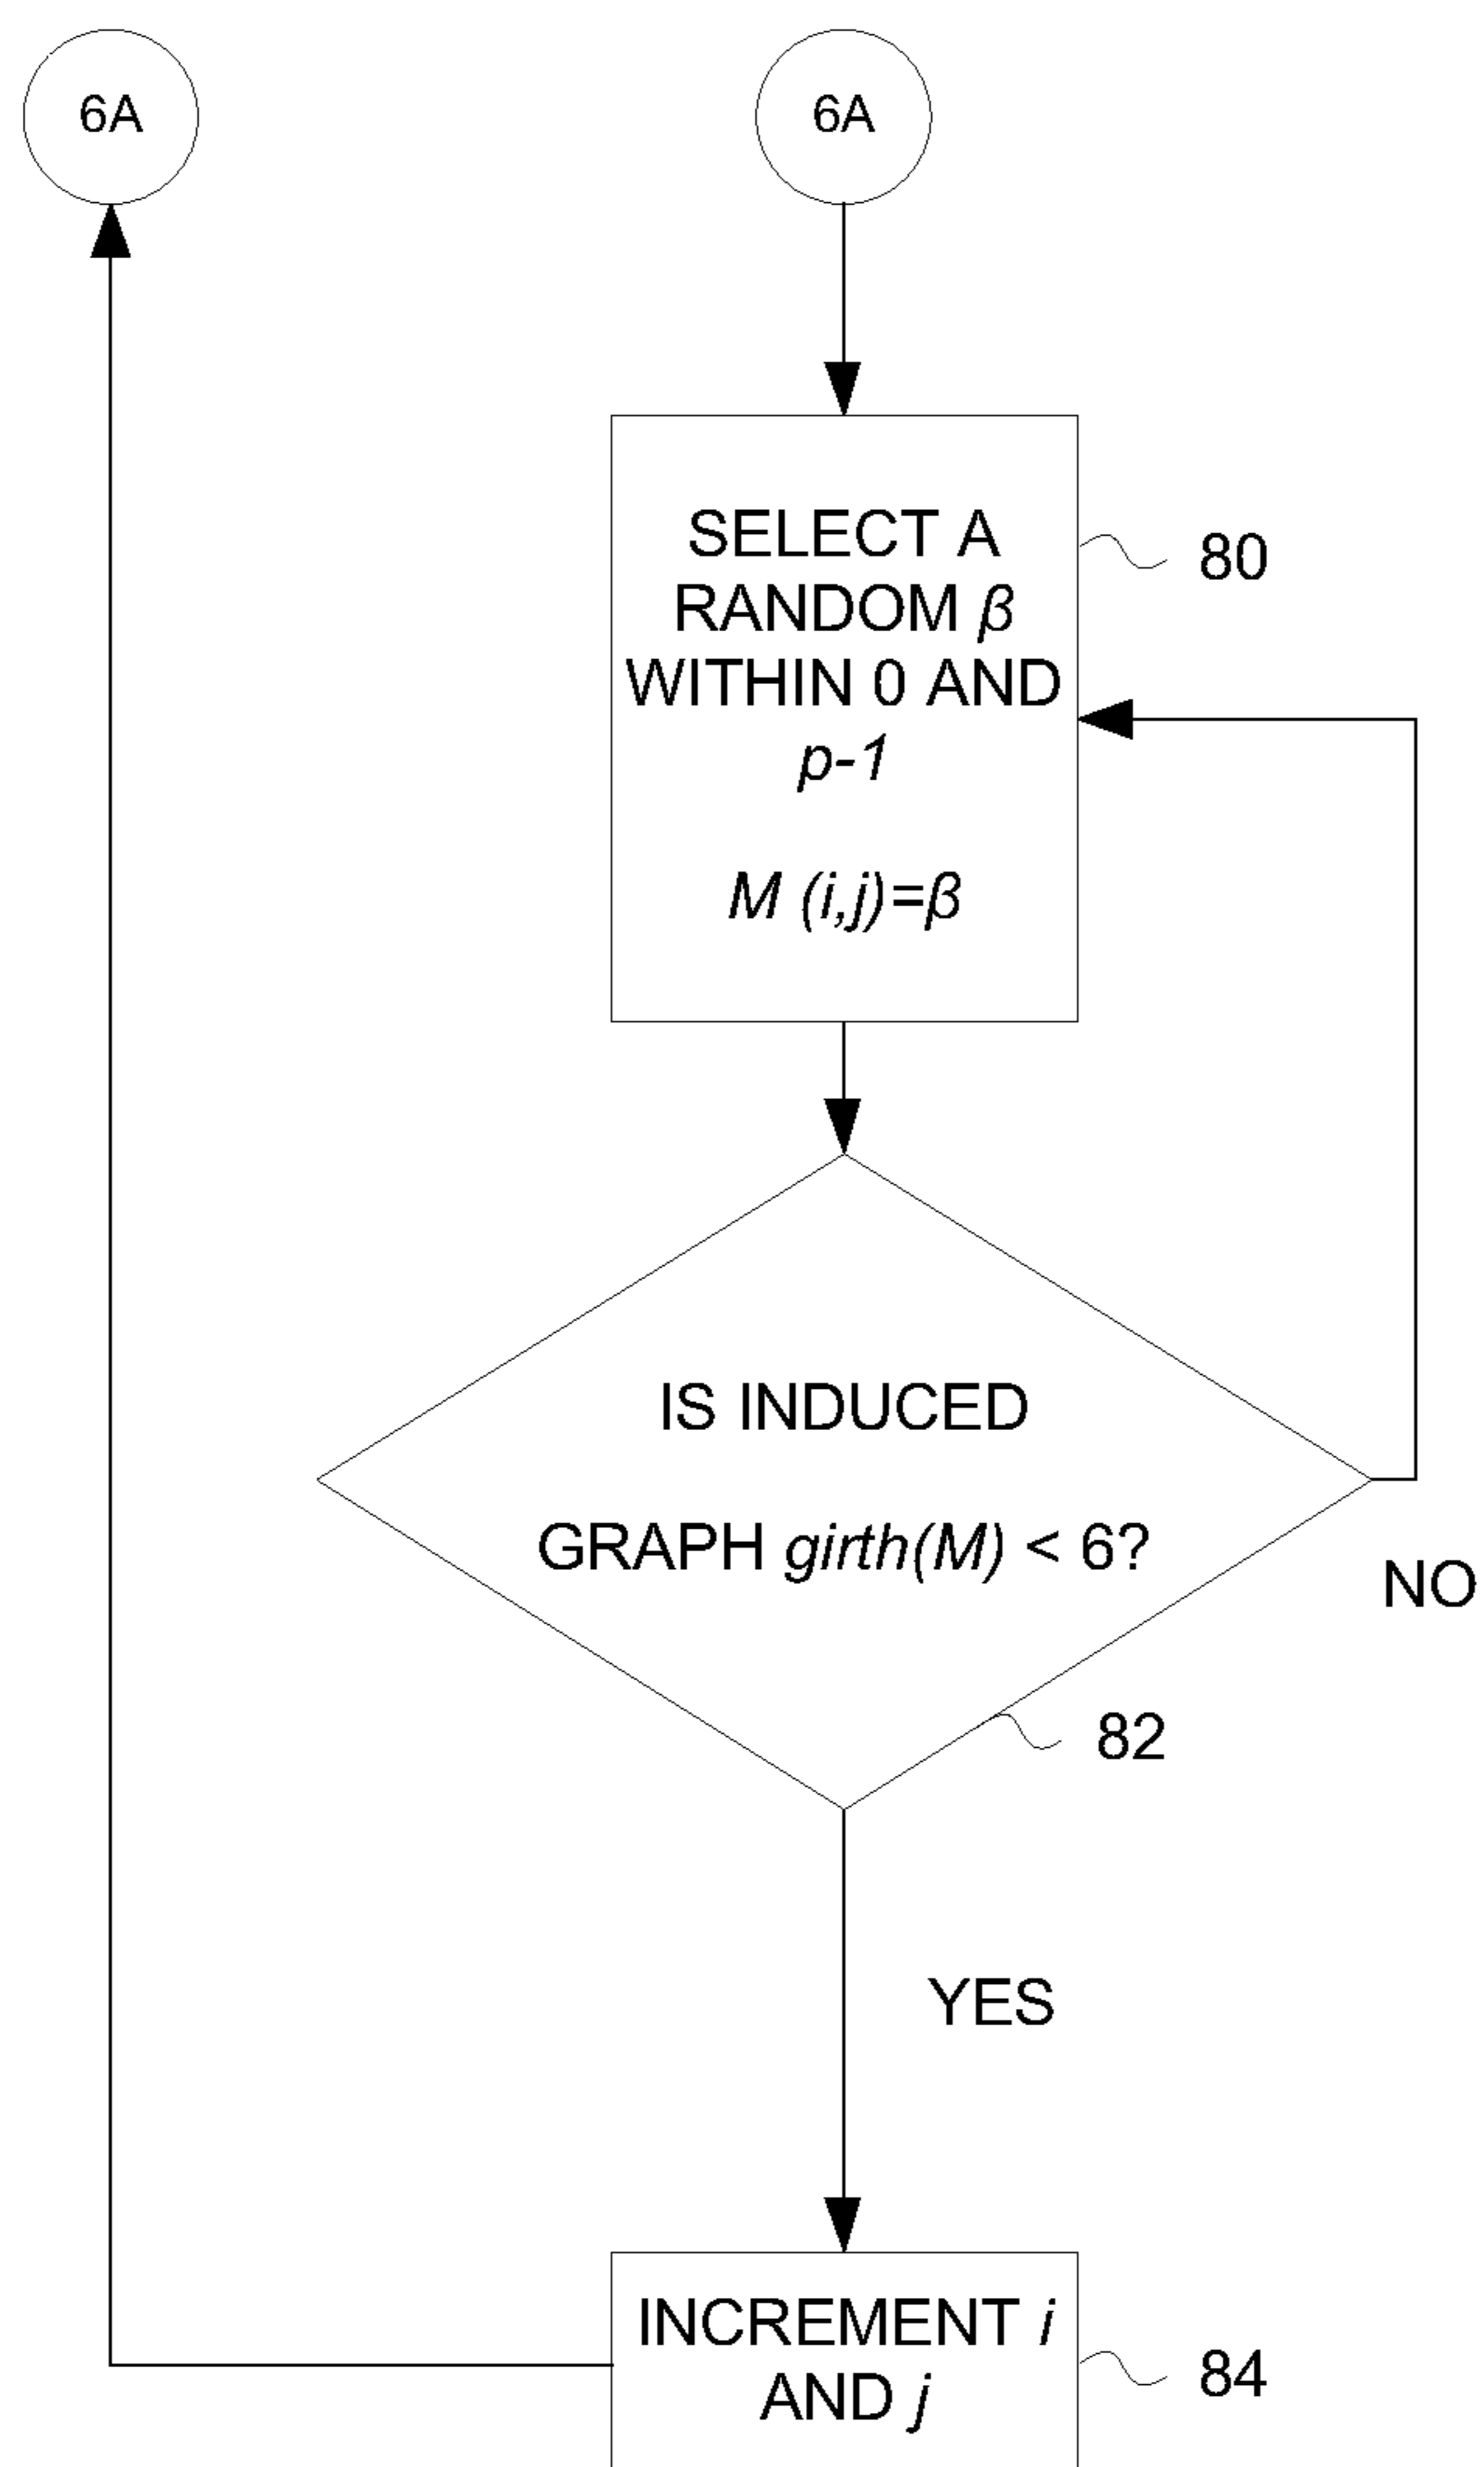 6A
6A
SELECT A
RANDOM β
WITHIN 0 AND
p-1
M (i,j)=β
80
IS INDUCED
GRAPH girth(M) < 6?
NO
82
YES
INCREMENT i
AND j
84